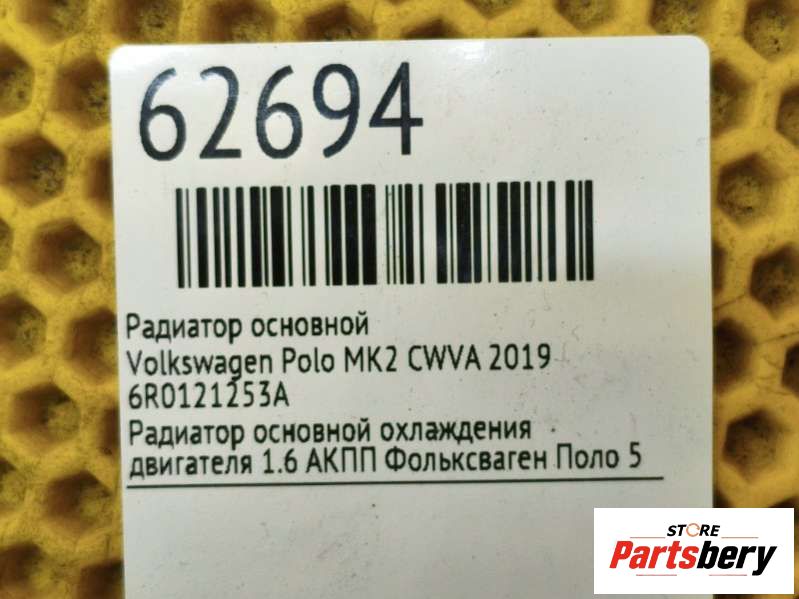 62694
Радиатор основной
Volkswagen Polo MK2 CWVA 2019
6R0121253A
Радиатор основной охлаждения
двигателя 1.6 АКПП Фольксваген Поло 5
STORE
Partsbery